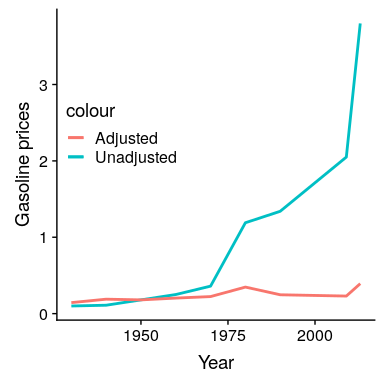 Gasoline prices
3
2
1
0
colour
Adjusted
Unadjusted
1950
1975
2000
Year